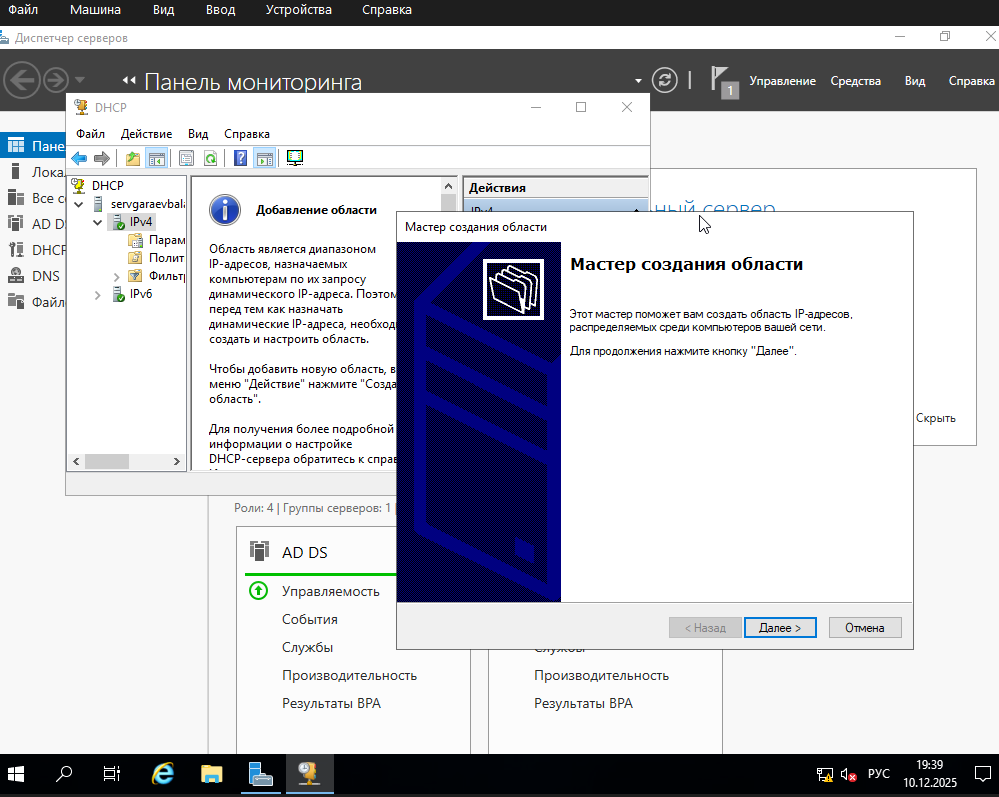 Файл Машина Вид Ввод Устройства Справка
Диспетчер серверов
Панель мониторинга
1 Управление Средства Вид Справка
DHCP
Файл Действие Вид Справка
DHCP
servgaraevbala
IPv4
Парам
Полит
Фильтр
IPv6
Добавление области
Область является диапазоном
IP-адресов, назначаемых
компьютерам по их запросу
динамического IP-адреса. Поэтом
перед тем как назначать
динамические IP-адреса, необход
создать и настроить область.
Чтобы добавить новую область, в
меню "Действие" нажмите "Созда
область".
Для получения более подробной
информации о настройке
DHCP-сервера обратитесь к справ
Действия
IPv4
Пане
Лока
Все с
AD D
DHCP
DNS
Файл
ный сервер
Скрыть
Мастер создания области
Мастер создания области
Этот мастер поможет вам создать область IP-адресов,
распределяемых среди компьютеров вашей сети.
Для продолжения нажмите кнопку "Далее".
< Назад Далее > Отмена
Роли: 4 | Группы серверов: 1 |
AD DS
Управляемость
События
Службы
Производительность
Результаты BPA
Службы
Производительность
Результаты BPA
РУС
19:39
10.12.2025